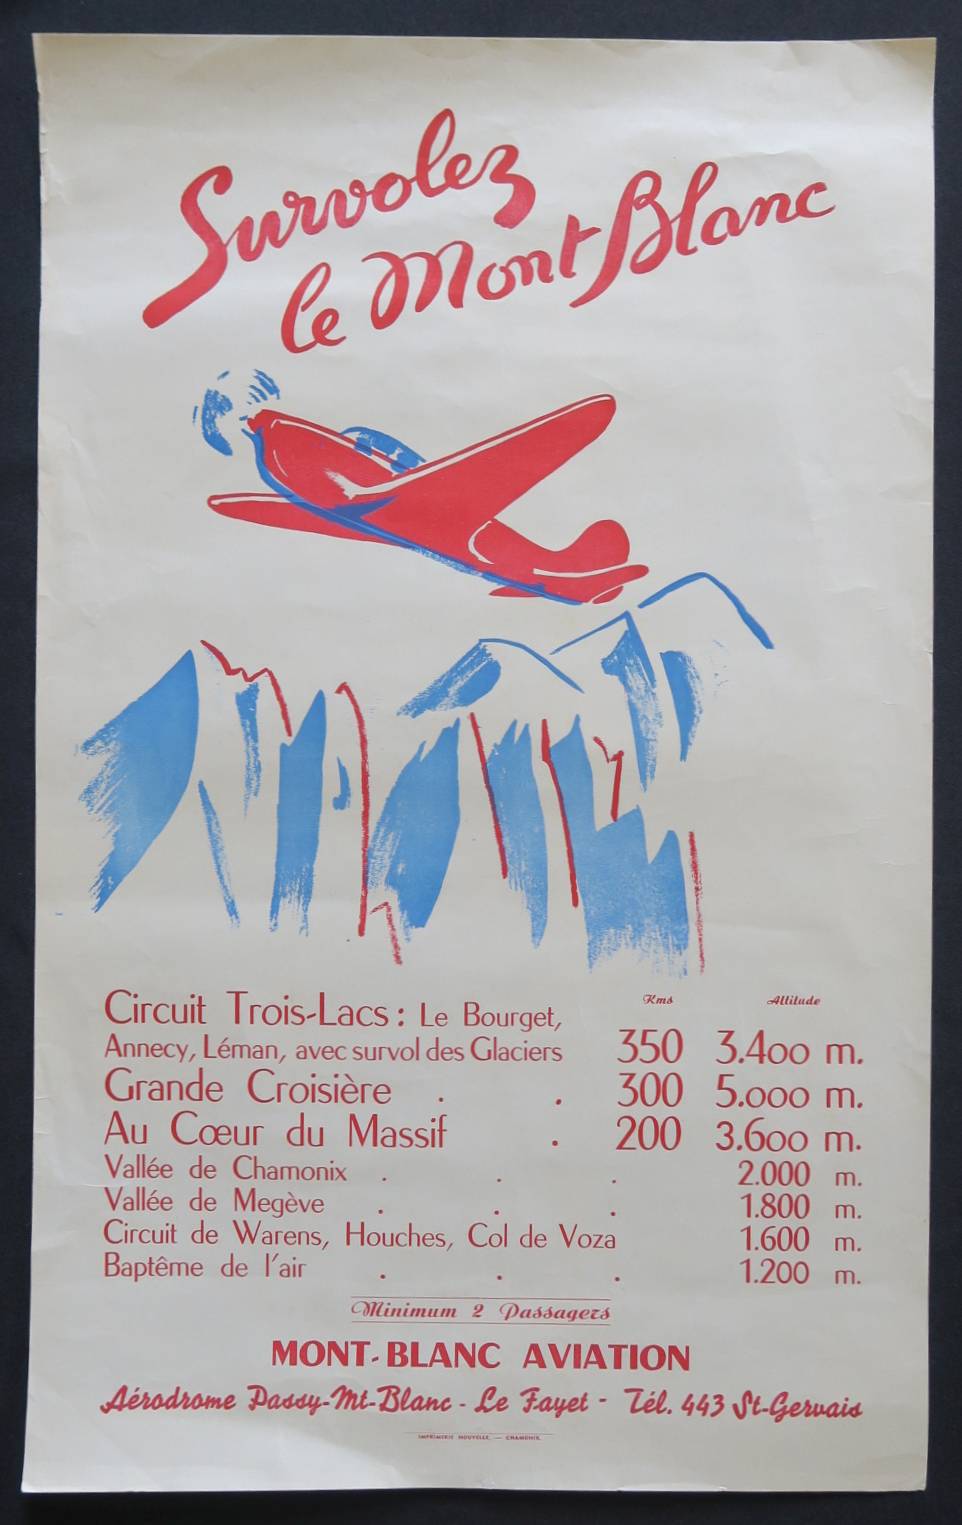 Survolez
le Mont Blanc
Kms Altitude
Circuit Trois-Lacs : Le Bourget,
Annecy, Léman, avec survol des Glaciers 350 3.400 m.
Grande Croisière . . 300 5.000 m.
Au Cœur du Massif . 200 3.600 m.
Vallée de Chamonix . . . 2.000 m.
Vallée de Megève . . . 1.800 m.
Circuit de Warens, Houches, Col de Voza 1.600 m.
Baptême de l'air . . . 1.200 m.
Minimum 2 Passagers
MONT-BLANC AVIATION
Aérodrome Passy-Mt-Blanc - Le Fayet - Tél. 443 St-Gervais
IMPRIMERIE NOUVELLE. — CHAMONIX.